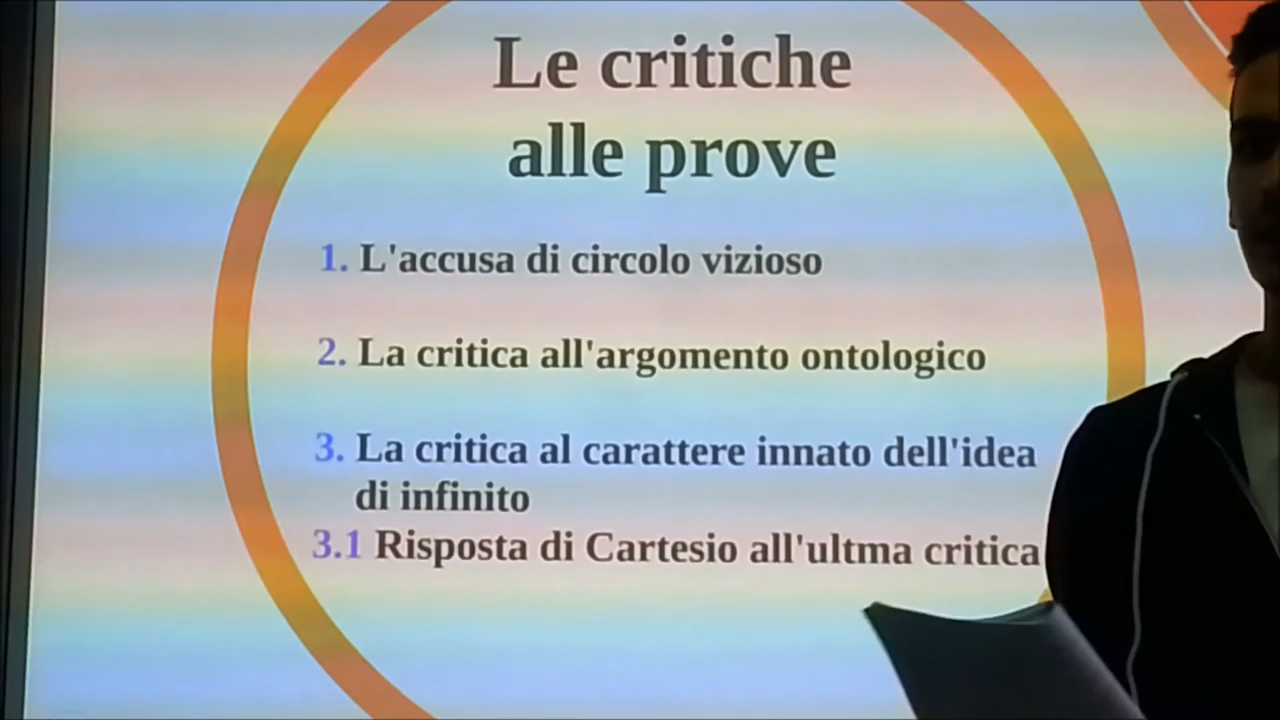 Le critiche
alle prove
1. L'accusa di circolo vizioso
2. La critica all'argomento ontologico
3. La critica al carattere innato dell'idea
di infinito
3.1 Risposta di Cartesio all'ultma critica